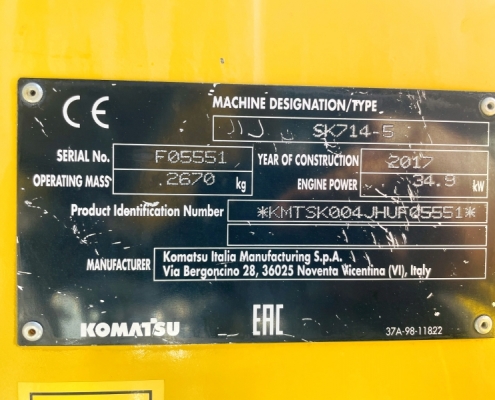 CE
MACHINE DESIGNATION/TYPE
SK714-5
SERIAL No. F05551 YEAR OF CONSTRUCTION 2017
OPERATING MASS 2670 kg ENGINE POWER 34.9 kW
Product Identification Number *KMTSK004JHUF05551*
MANUFACTURER Komatsu Italia Manufacturing S.p.A.
Via Bergoncino 28, 36025 Noventa Vicentina (VI), Italy
KOMATSU EAC 37A-98-11822